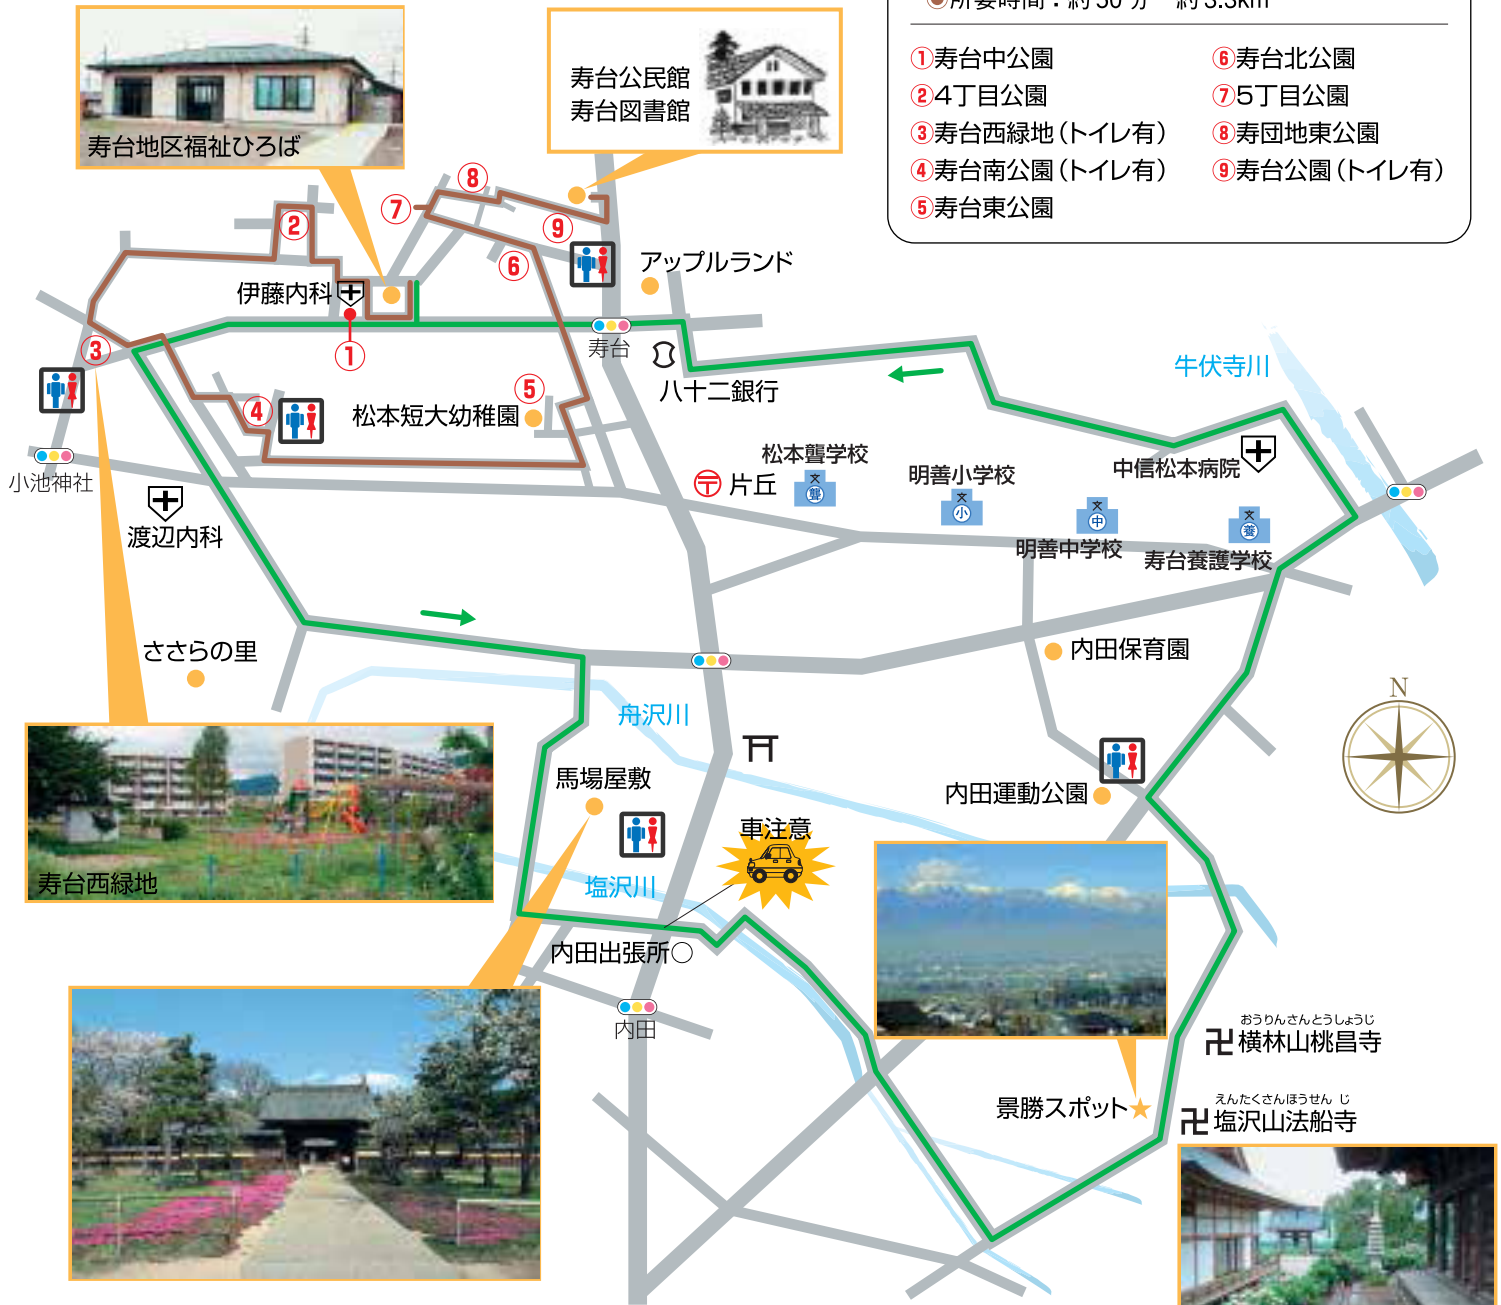 ●所要時間：約50分 約3.3km
①寿台中公園
②4丁目公園
③寿台西緑地（トイレ有）
④寿台南公園（トイレ有）
⑤寿台東公園
⑥寿台北公園
⑦5丁目公園
⑧寿団地東公園
⑨寿台公園（トイレ有）
寿台地区福祉ひろば
寿台公民館
寿台図書館
⑧
⑦
②
⑨
⑥
アップルランド
伊藤内科
寿台
①
③
牛伏寺川
八十二銀行
⑤
④
松本短大幼稚園
松本聾学校
文
聾
明善小学校
文
小
中信松本病院
小池神社
〒片丘
文
中
明善中学校
文
養
寿台養護学校
渡辺内科
ささらの里
内田保育園
N
舟沢川
馬場屋敷
内田運動公園
車注意
寿台西緑地
塩沢川
内田出張所○
内田
おうりんさんとうしょうじ
卍横林山桃昌寺
景勝スポット★
えんたくさんほうせんじ
卍塩沢山法船寺